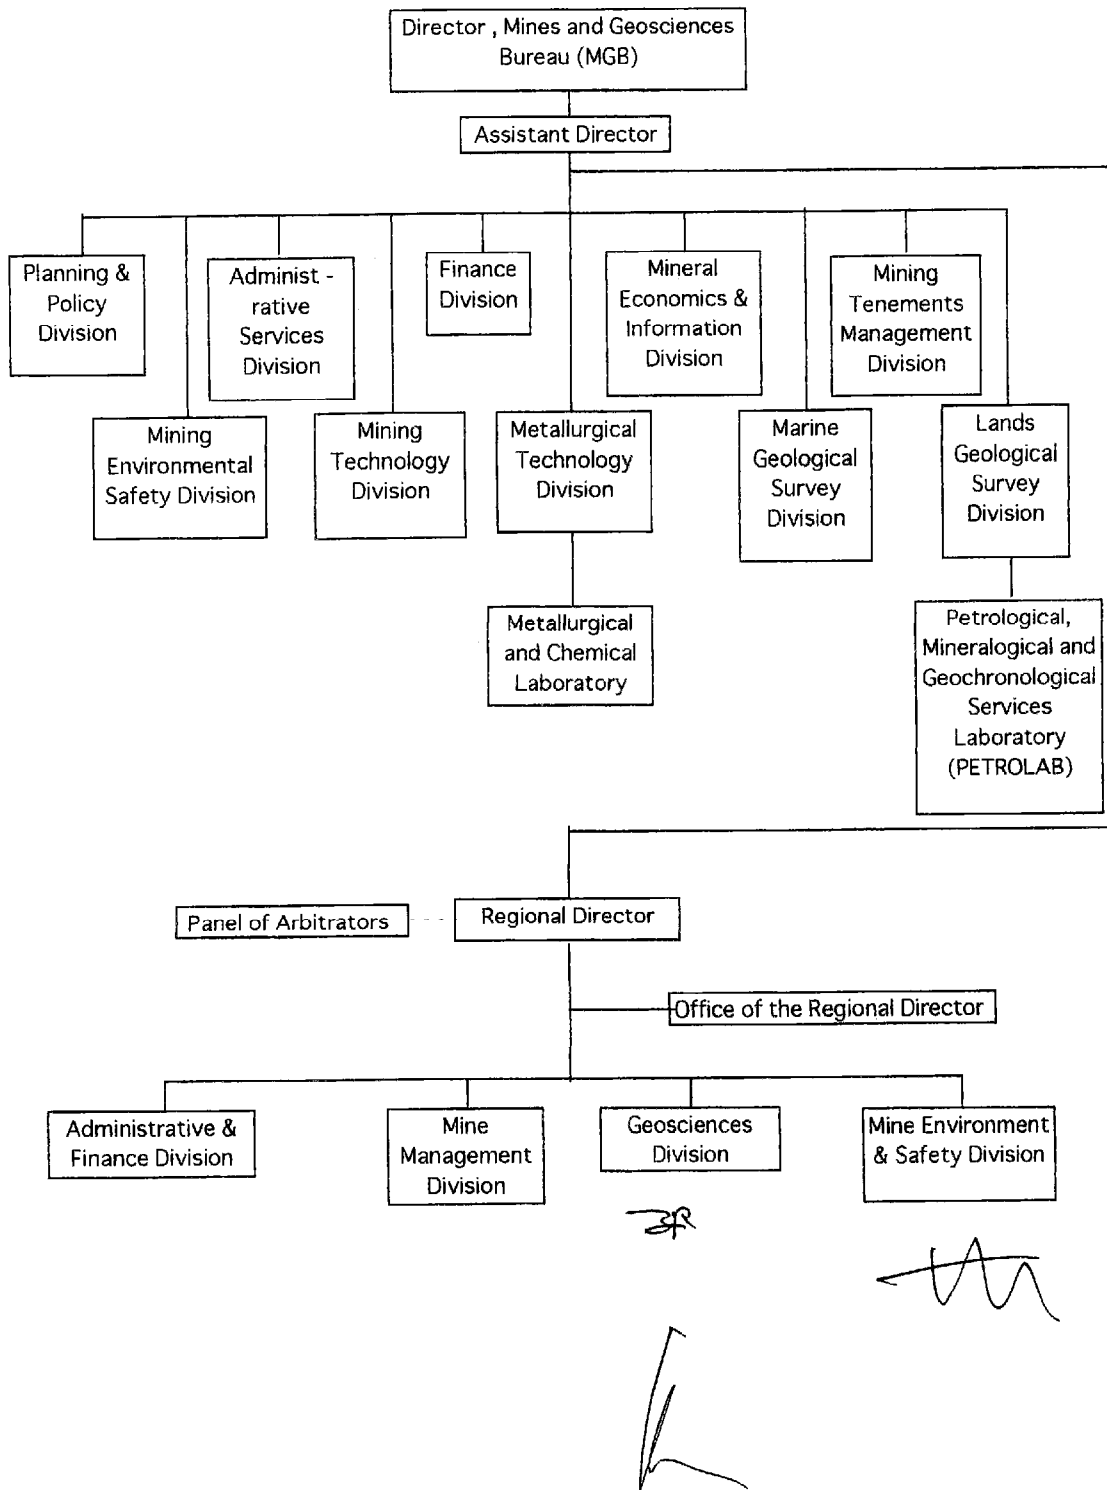 Director , Mines and Geosciences
Bureau (MGB)
Assistant Director
Planning &
Policy
Division
Administ -
rative
Services
Division
Finance
Division
Mineral
Economics &
Information
Division
Mining
Tenements
Management
Division
Mining
Environmental
Safety Division
Mining
Technology
Division
Metallurgical
Technology
Division
Marine
Geological
Survey
Division
Lands
Geological
Survey
Division
Metallurgical
and Chemical
Laboratory
Petrological,
Mineralogical and
Geochronological
Services
Laboratory
(PETROLAB)
Panel of Arbitrators
Regional Director
Office of the Regional Director
Administrative &
Finance Division
Mine
Management
Division
Geosciences
Division
Mine Environment
& Safety Division